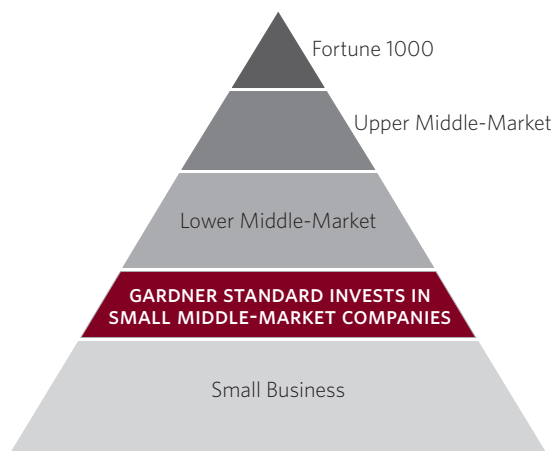 Fortune 1000
Upper Middle-Market
Lower Middle-Market
GARDNER STANDARD INVESTS IN
SMALL MIDDLE-MARKET COMPANIES
Small Business